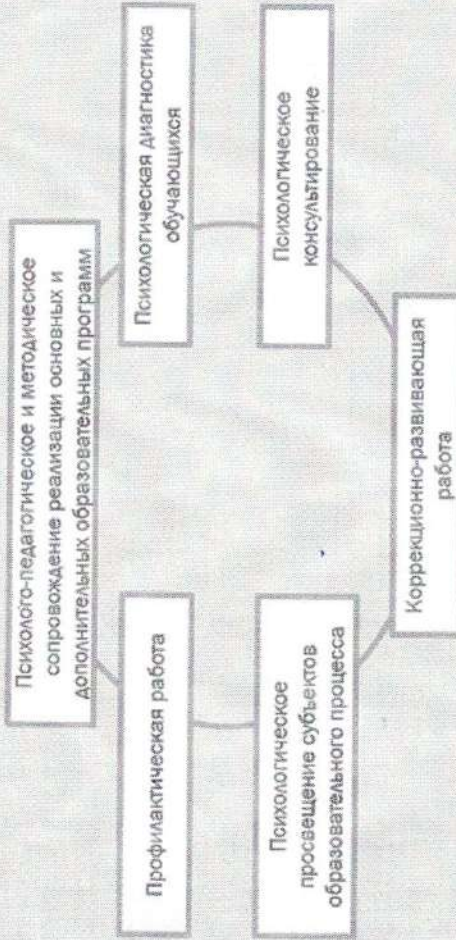 Психолого-педагогическое и методическое
сопровождение реализации основных и
дополнительных образовательных программ
Психологическая диагностика
обучающихся
Психологическое
консультирование
Коррекционно-развивающая
работа
Психологическое
просвещение субъектов
образовательного процесса
Профилактическая работа